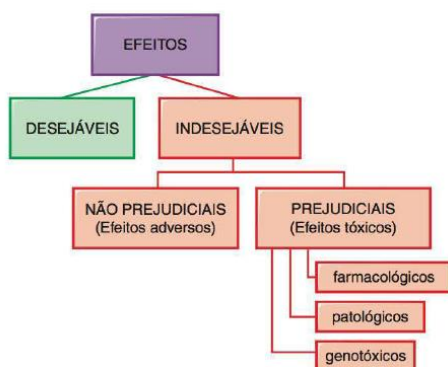 EFEITOS
DESEJÁVEIS
INDESEJÁVEIS
NÃO PREJUDICIAIS
(Efeitos adversos)
PREJUDICIAIS
(Efeitos tóxicos)
farmacológicos
patológicos
genotóxicos